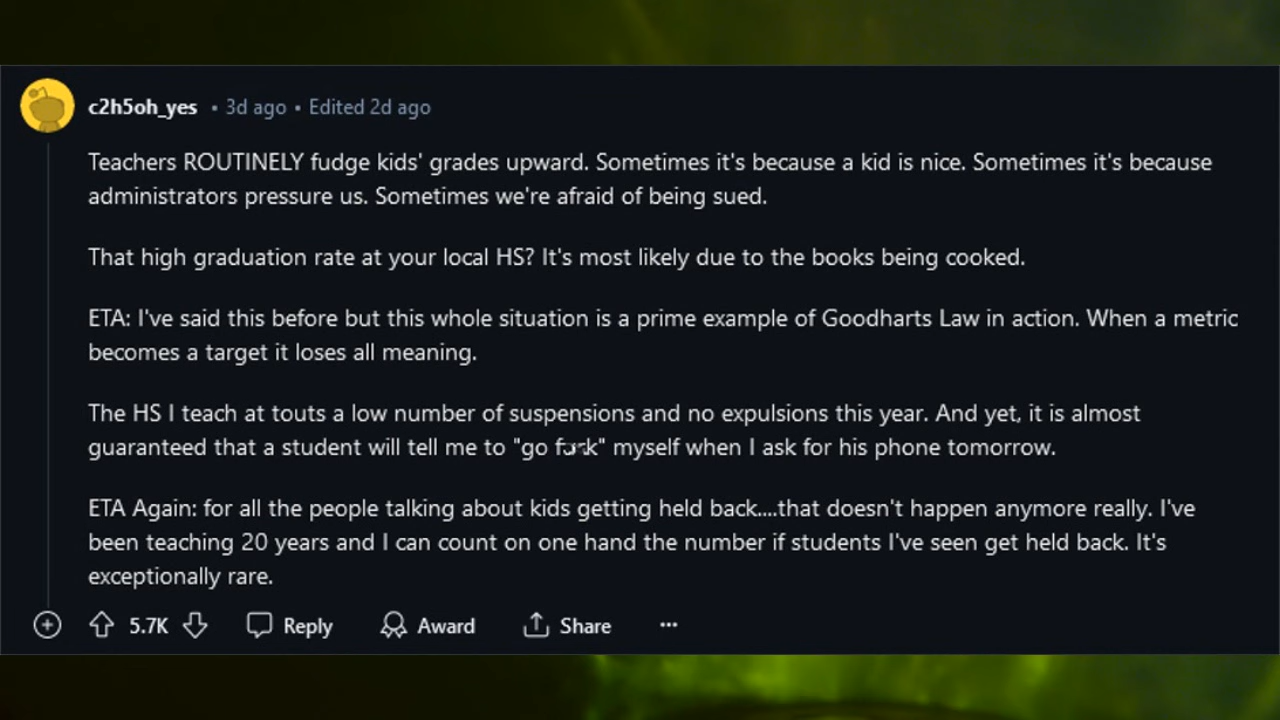 c2h5oh_yes • 3d ago • Edited 2d ago
Teachers ROUTINELY fudge kids' grades upward. Sometimes it's because a kid is nice. Sometimes it's because
administrators pressure us. Sometimes we're afraid of being sued.
That high graduation rate at your local HS? It's most likely due to the books being cooked.
ETA: I've said this before but this whole situation is a prime example of Goodharts Law in action. When a metric
becomes a target it loses all meaning.
The HS I teach at touts a low number of suspensions and no expulsions this year. And yet, it is almost
guaranteed that a student will tell me to "go" myself when I ask for his phone tomorrow.
ETA Again: for all the people talking about kids getting held back....that doesn't happen anymore really. I've
been teaching 20 years and I can count on one hand the number if students I've seen get held back. It's
exceptionally rare.
5.7K Reply Award Share ...